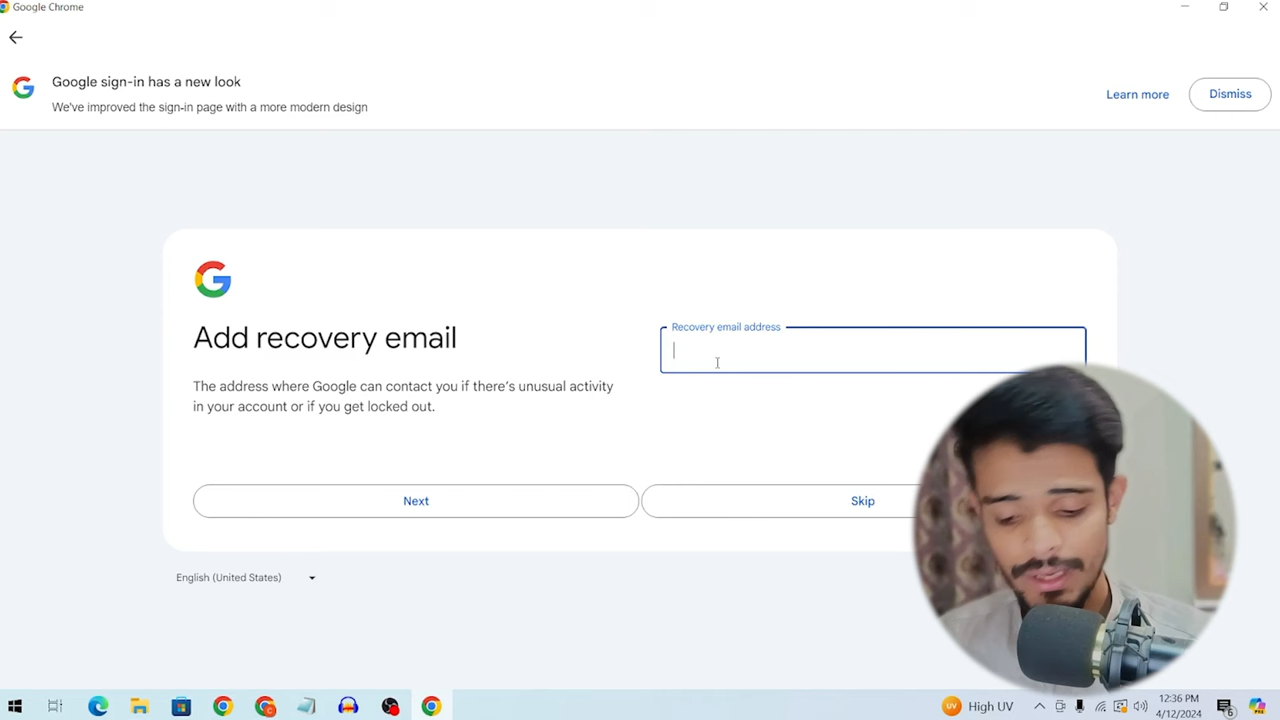 Google Chrome
Google sign-in has a new look
We've improved the sign-in page with a more modern design
Learn more
Dismiss
Add recovery email
The address where Google can contact you if there's unusual activity
in your account or if you get locked out.
Recovery email address
Next
Skip
English (United States)
UV
High UV
12:36 PM
4/12/2024
6